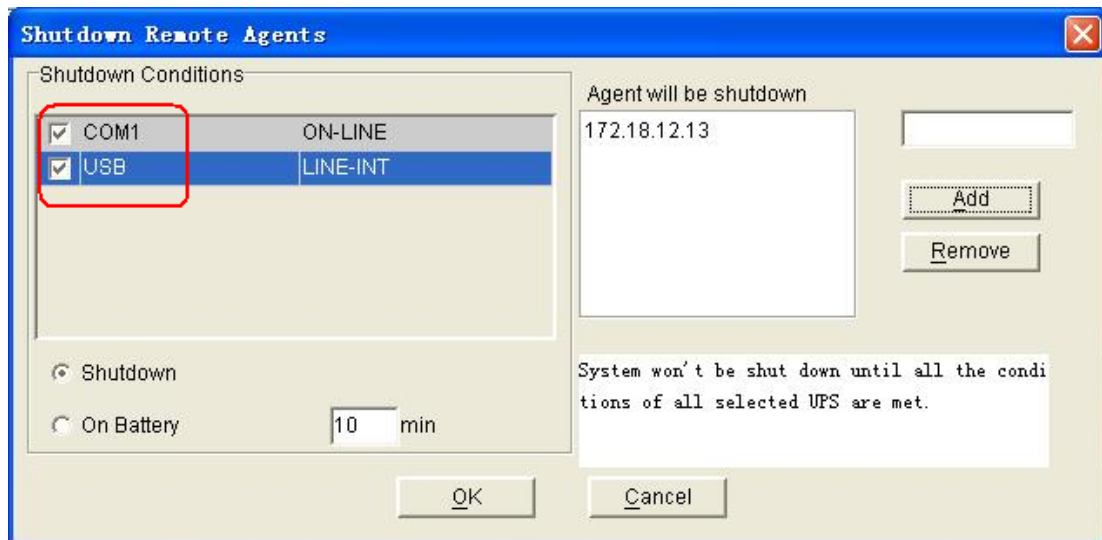 Shutdown Remote Agents
Shutdown Conditions
COM1 ON-LINE
USB LINE-INT
Shutdown
On Battery 10 min
Agent will be shutdown
172.18.12.13
Add
Remove
System won't be shut down until all the condi
tions of all selected UPS are met.
OK Cancel